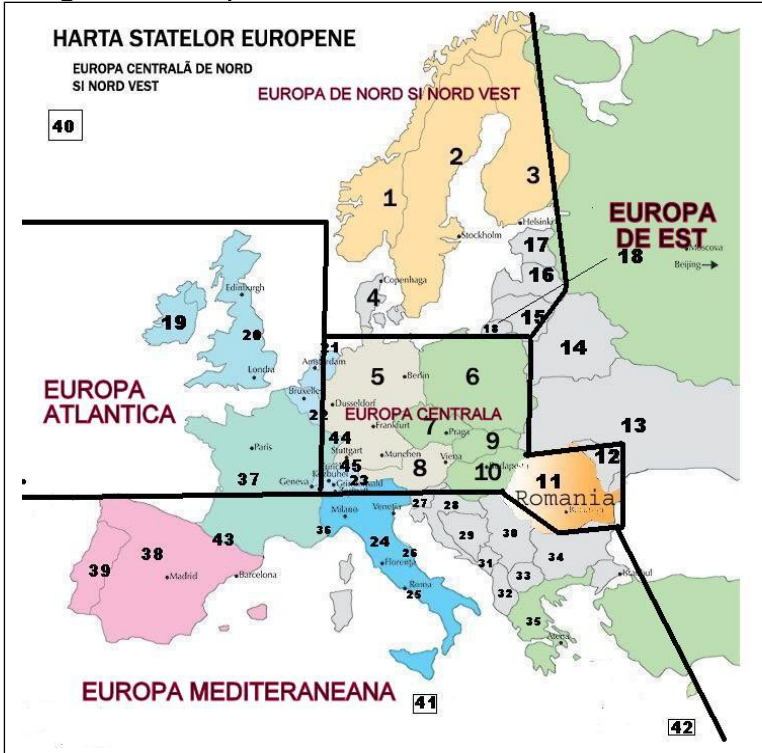 HARTA STATELOR EUROPENE
EUROPA CENTRALĂ DE NORD
SI NORD VEST
EUROPA DE NORD SI NORD VEST
40
2
3
1
Helsinki
EUROPA
DE EST
Stockholm
17
18
Moscova
Beijing →
16
Copenhaga
4
15
18
19
Edinburgh
20
14
21
Londra
Amsterdam
5
Berlin
6
EUROPA
ATLANTICA
Bruxelles
Dusseldorf
22
EUROPA CENTRALA
13
Frankfurt
7
Praga
44
9
Paris
Stuttgart
Munchen
Viena
12
45
8
Budapesta
10
11
37
Geneva
23
Romania
Milano
Veneția
27
28
36
24
26
29
30
43
38
39
Florența
31
34
Madrid
Barcelona
Roma
25
33
32
Istanbul
35
Atena
EUROPA MEDITERANEANA
41
42